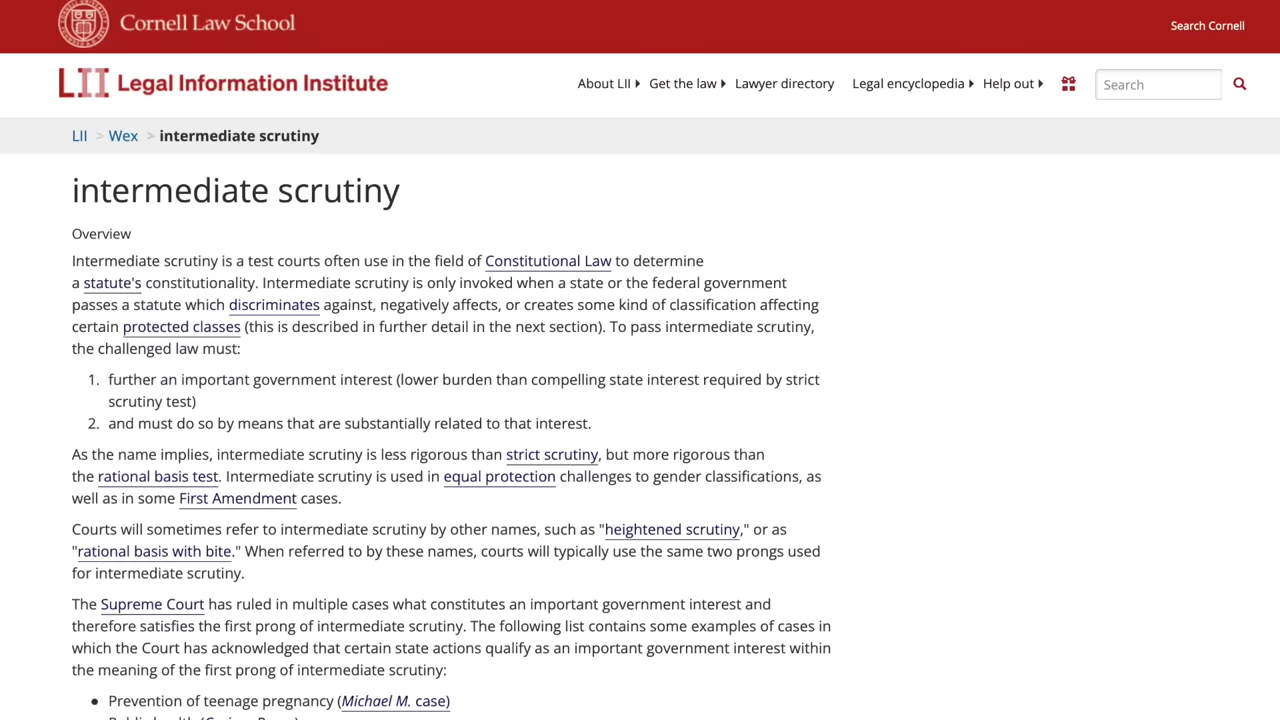 Cornell Law School
Search Cornell
LII Legal Information Institute
About LII Get the law Lawyer directory Legal encyclopedia Help out
Search
LII > Wex > intermediate scrutiny
intermediate scrutiny
Overview
Intermediate scrutiny is a test courts often use in the field of Constitutional Law to determine
a statute's constitutionality. Intermediate scrutiny is only invoked when a state or the federal government
passes a statute which discriminates against, negatively affects, or creates some kind of classification affecting
certain protected classes (this is described in further detail in the next section). To pass intermediate scrutiny,
the challenged law must:
1. further an important government interest (lower burden than compelling state interest required by strict
scrutiny test)
2. and must do so by means that are substantially related to that interest.
As the name implies, intermediate scrutiny is less rigorous than strict scrutiny, but more rigorous than
the rational basis test. Intermediate scrutiny is used in equal protection challenges to gender classifications, as
well as in some First Amendment cases.
Courts will sometimes refer to intermediate scrutiny by other names, such as "heightened scrutiny," or as
"rational basis with bite." When referred to by these names, courts will typically use the same two prongs used
for intermediate scrutiny.
The Supreme Court has ruled in multiple cases what constitutes an important government interest and
therefore satisfies the first prong of intermediate scrutiny. The following list contains some examples of cases in
which the Court has acknowledged that certain state actions qualify as an important government interest within
the meaning of the first prong of intermediate scrutiny:
• Prevention of teenage pregnancy (Michael M. case)